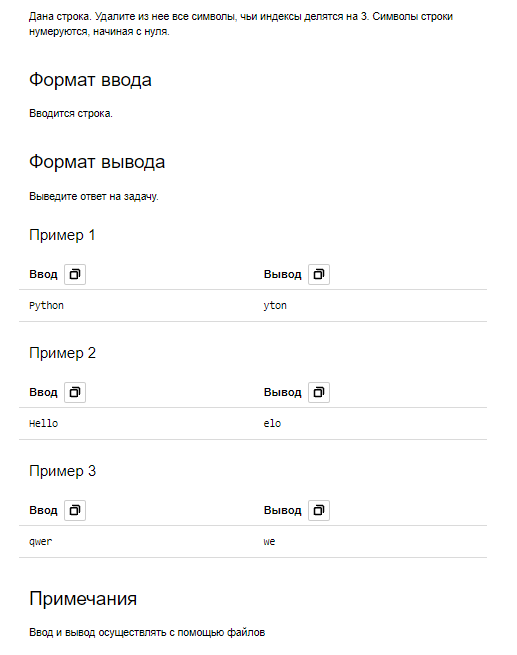 Дана строка. Удалите из нее все символы, чьи индексы делятся на 3. Символы строки
нумеруются, начиная с нуля.
Формат ввода
Вводится строка.
Формат вывода
Выведите ответ на задачу.
Пример 1
Ввод Вывод
Python yton
Пример 2
Ввод Вывод
Hello elo
Пример 3
Ввод Вывод
qwer we
Примечания
Ввод и вывод осуществлять с помощью файлов